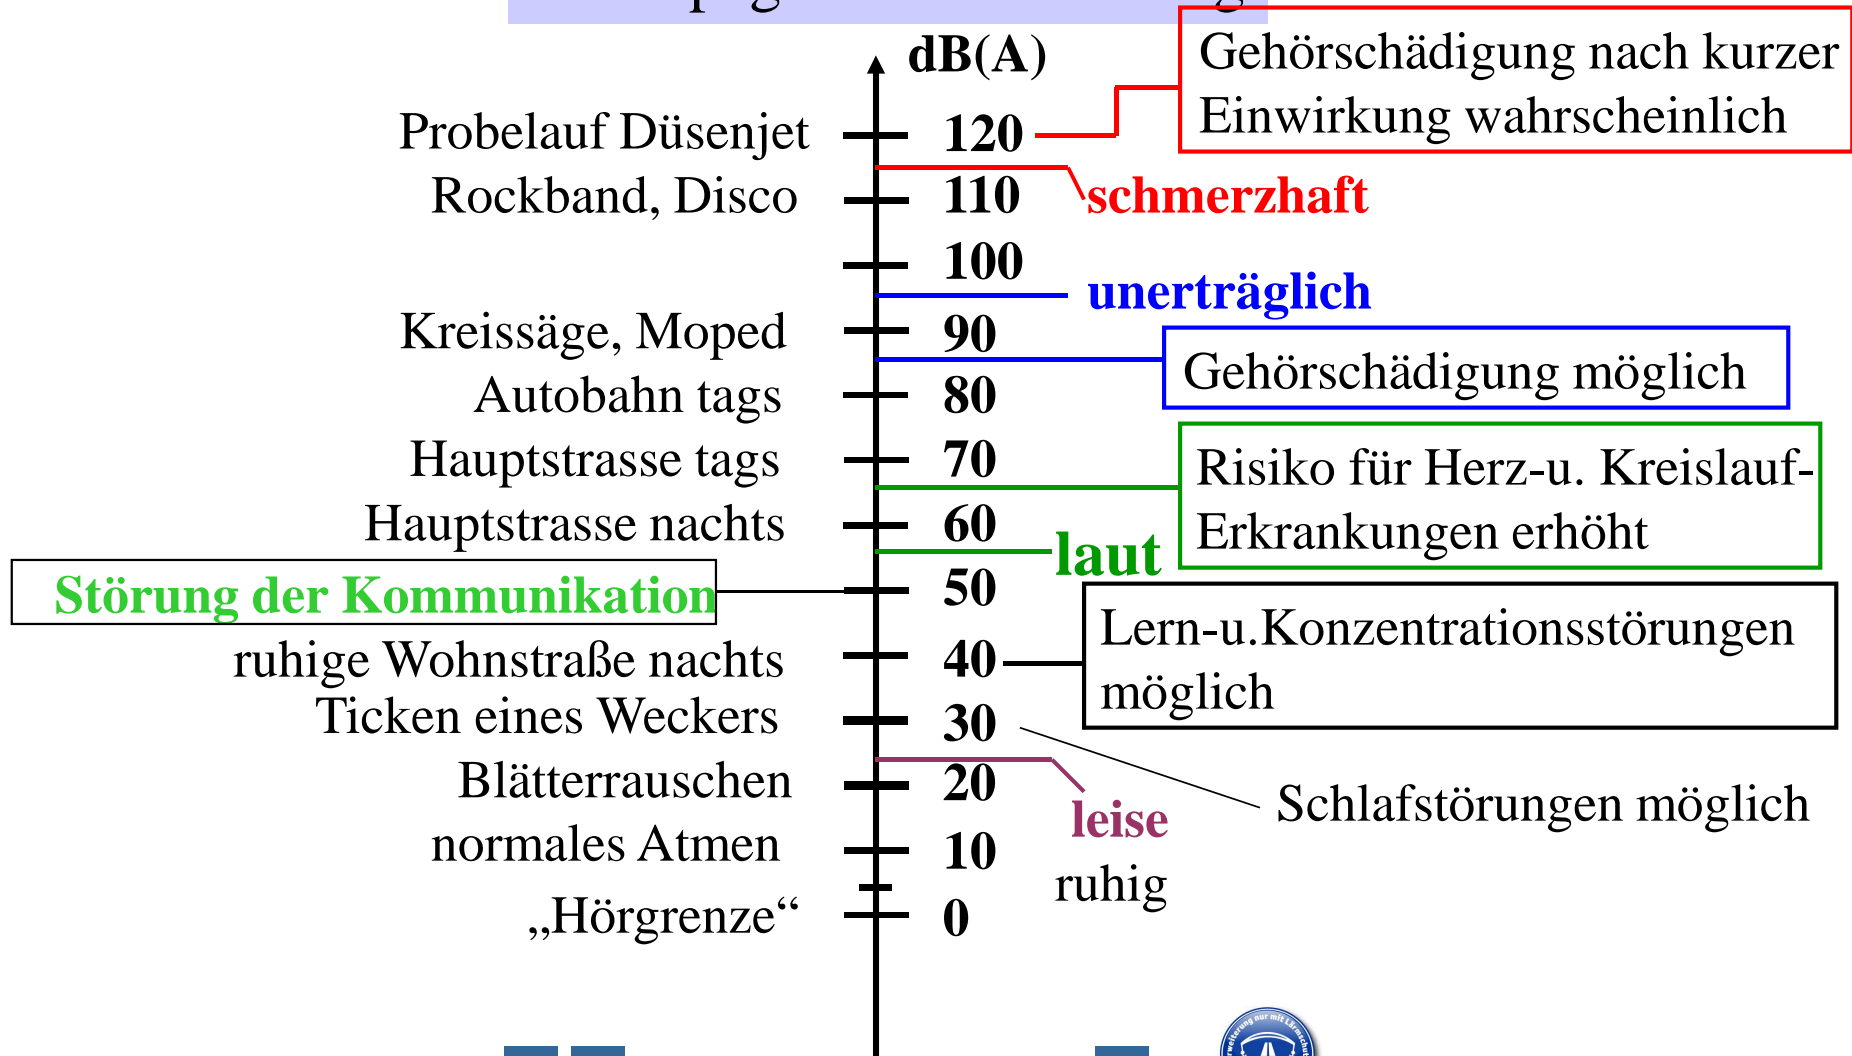 dB(A)
Gehörschädigung nach kurzer
Einwirkung wahrscheinlich
Probelauf Düsenjet 120
Rockband, Disco 110 schmerzhaft
100
unerträglich
Kreissäge, Moped 90
Gehörschädigung möglich
Autobahn tags 80
Hauptstrasse tags 70
Risiko für Herz-u. Kreislauf-
Erkrankungen erhöht
Hauptstrasse nachts 60
laut
Störung der Kommunikation 50
Lern-u.Konzentrationsstörungen
möglich
ruhige Wohnstraße nachts 40
Ticken eines Weckers 30
Schlafstörungen möglich
Blätterrauschen 20
leise
normales Atmen 10
ruhig
„Hörgrenze“ 0